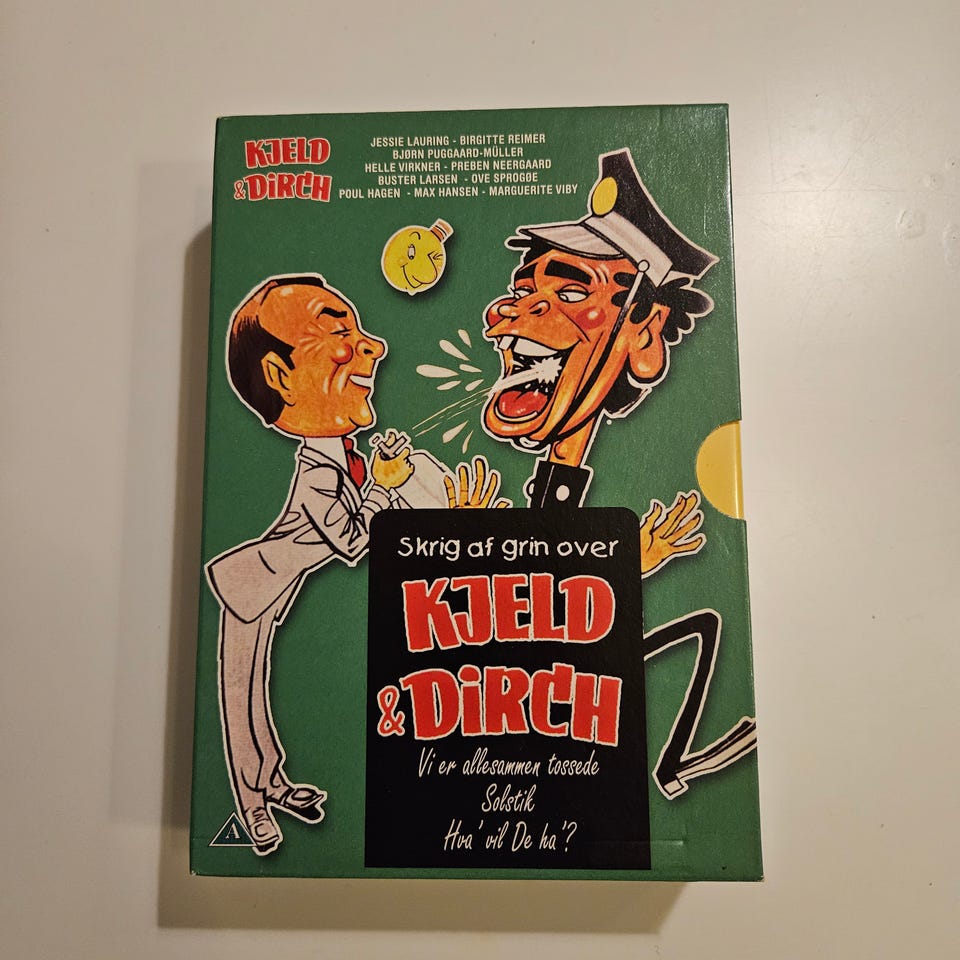 KJELD
& DiRCH
JESSIE LAURING - BIRGITTE REIMER
BJØRN PUGGAARD-MÜLLER
HELLE VIRKNER - PREBEN NEERGAARD
BUSTER LARSEN - OVE SPROGØE
POUL HAGEN - MAX HANSEN - MARGUERITE VIBY
Skrig af grin over
KJELD
& DiRCH
Vi er allesammen tossede
Solstik
Hva' vil De ha'?
A